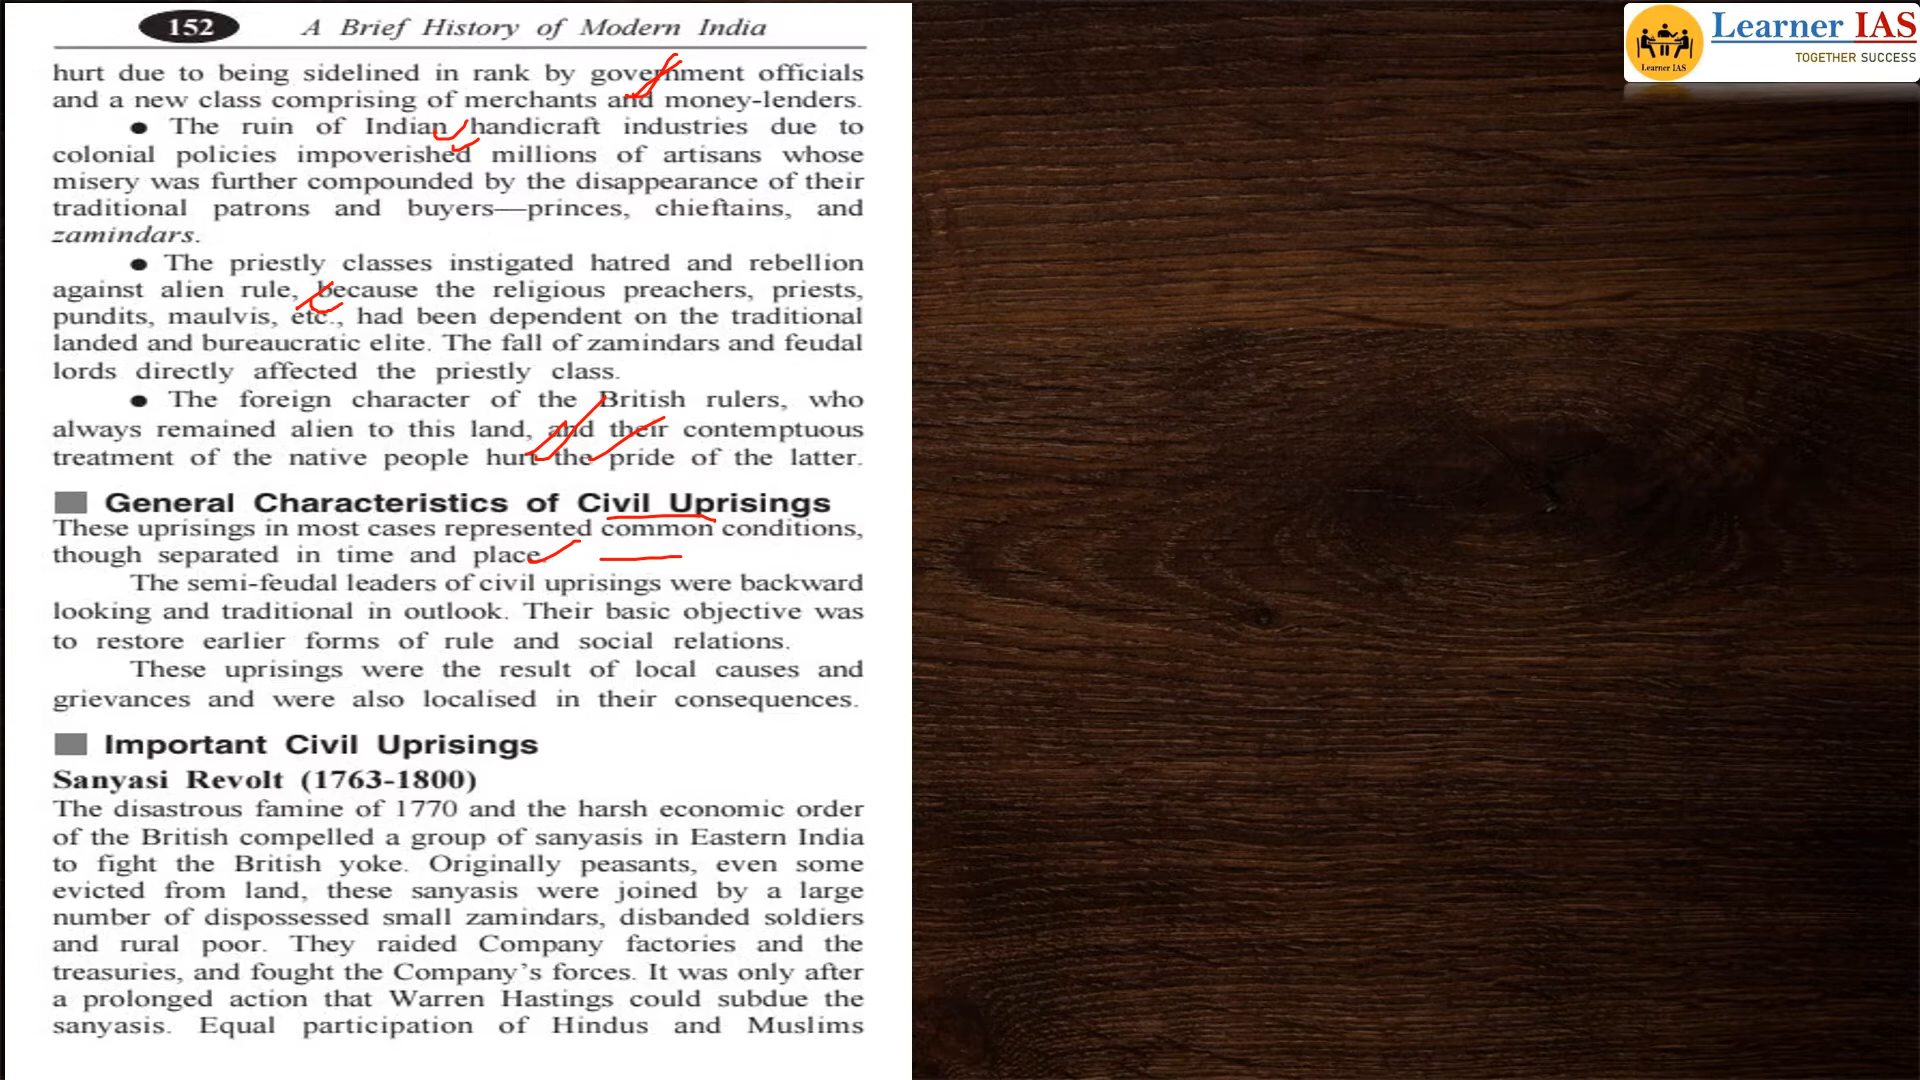 152 A Brief History of Modern India
hurt due to being sidelined in rank by government officials
and a new class comprising of merchants and money-lenders.
● The ruin of Indian handicraft industries due to
colonial policies impoverished millions of artisans whose
misery was further compounded by the disappearance of their
traditional patrons and buyers—princes, chieftains, and
zamindars.
● The priestly classes instigated hatred and rebellion
against alien rule, because the religious preachers, priests,
pundits, maulvis, etc., had been dependent on the traditional
landed and bureaucratic elite. The fall of zamindars and feudal
lords directly affected the priestly class.
● The foreign character of the British rulers, who
always remained alien to this land, and their contemptuous
treatment of the native people hurt the pride of the latter.
General Characteristics of Civil Uprisings
These uprisings in most cases represented common conditions,
though separated in time and place.
The semi-feudal leaders of civil uprisings were backward
looking and traditional in outlook. Their basic objective was
to restore earlier forms of rule and social relations.
These uprisings were the result of local causes and
grievances and were also localised in their consequences.
Important Civil Uprisings
Sanyasi Revolt (1763-1800)
The disastrous famine of 1770 and the harsh economic order
of the British compelled a group of sanyasis in Eastern India
to fight the British yoke. Originally peasants, even some
evicted from land, these sanyasis were joined by a large
number of dispossessed small zamindars, disbanded soldiers
and rural poor. They raided Company factories and the
treasuries, and fought the Company's forces. It was only after
a prolonged action that Warren Hastings could subdue the
sanyasis. Equal participation of Hindus and Muslims
Learner IAS
TOGETHER SUCCESS
Learner IAS